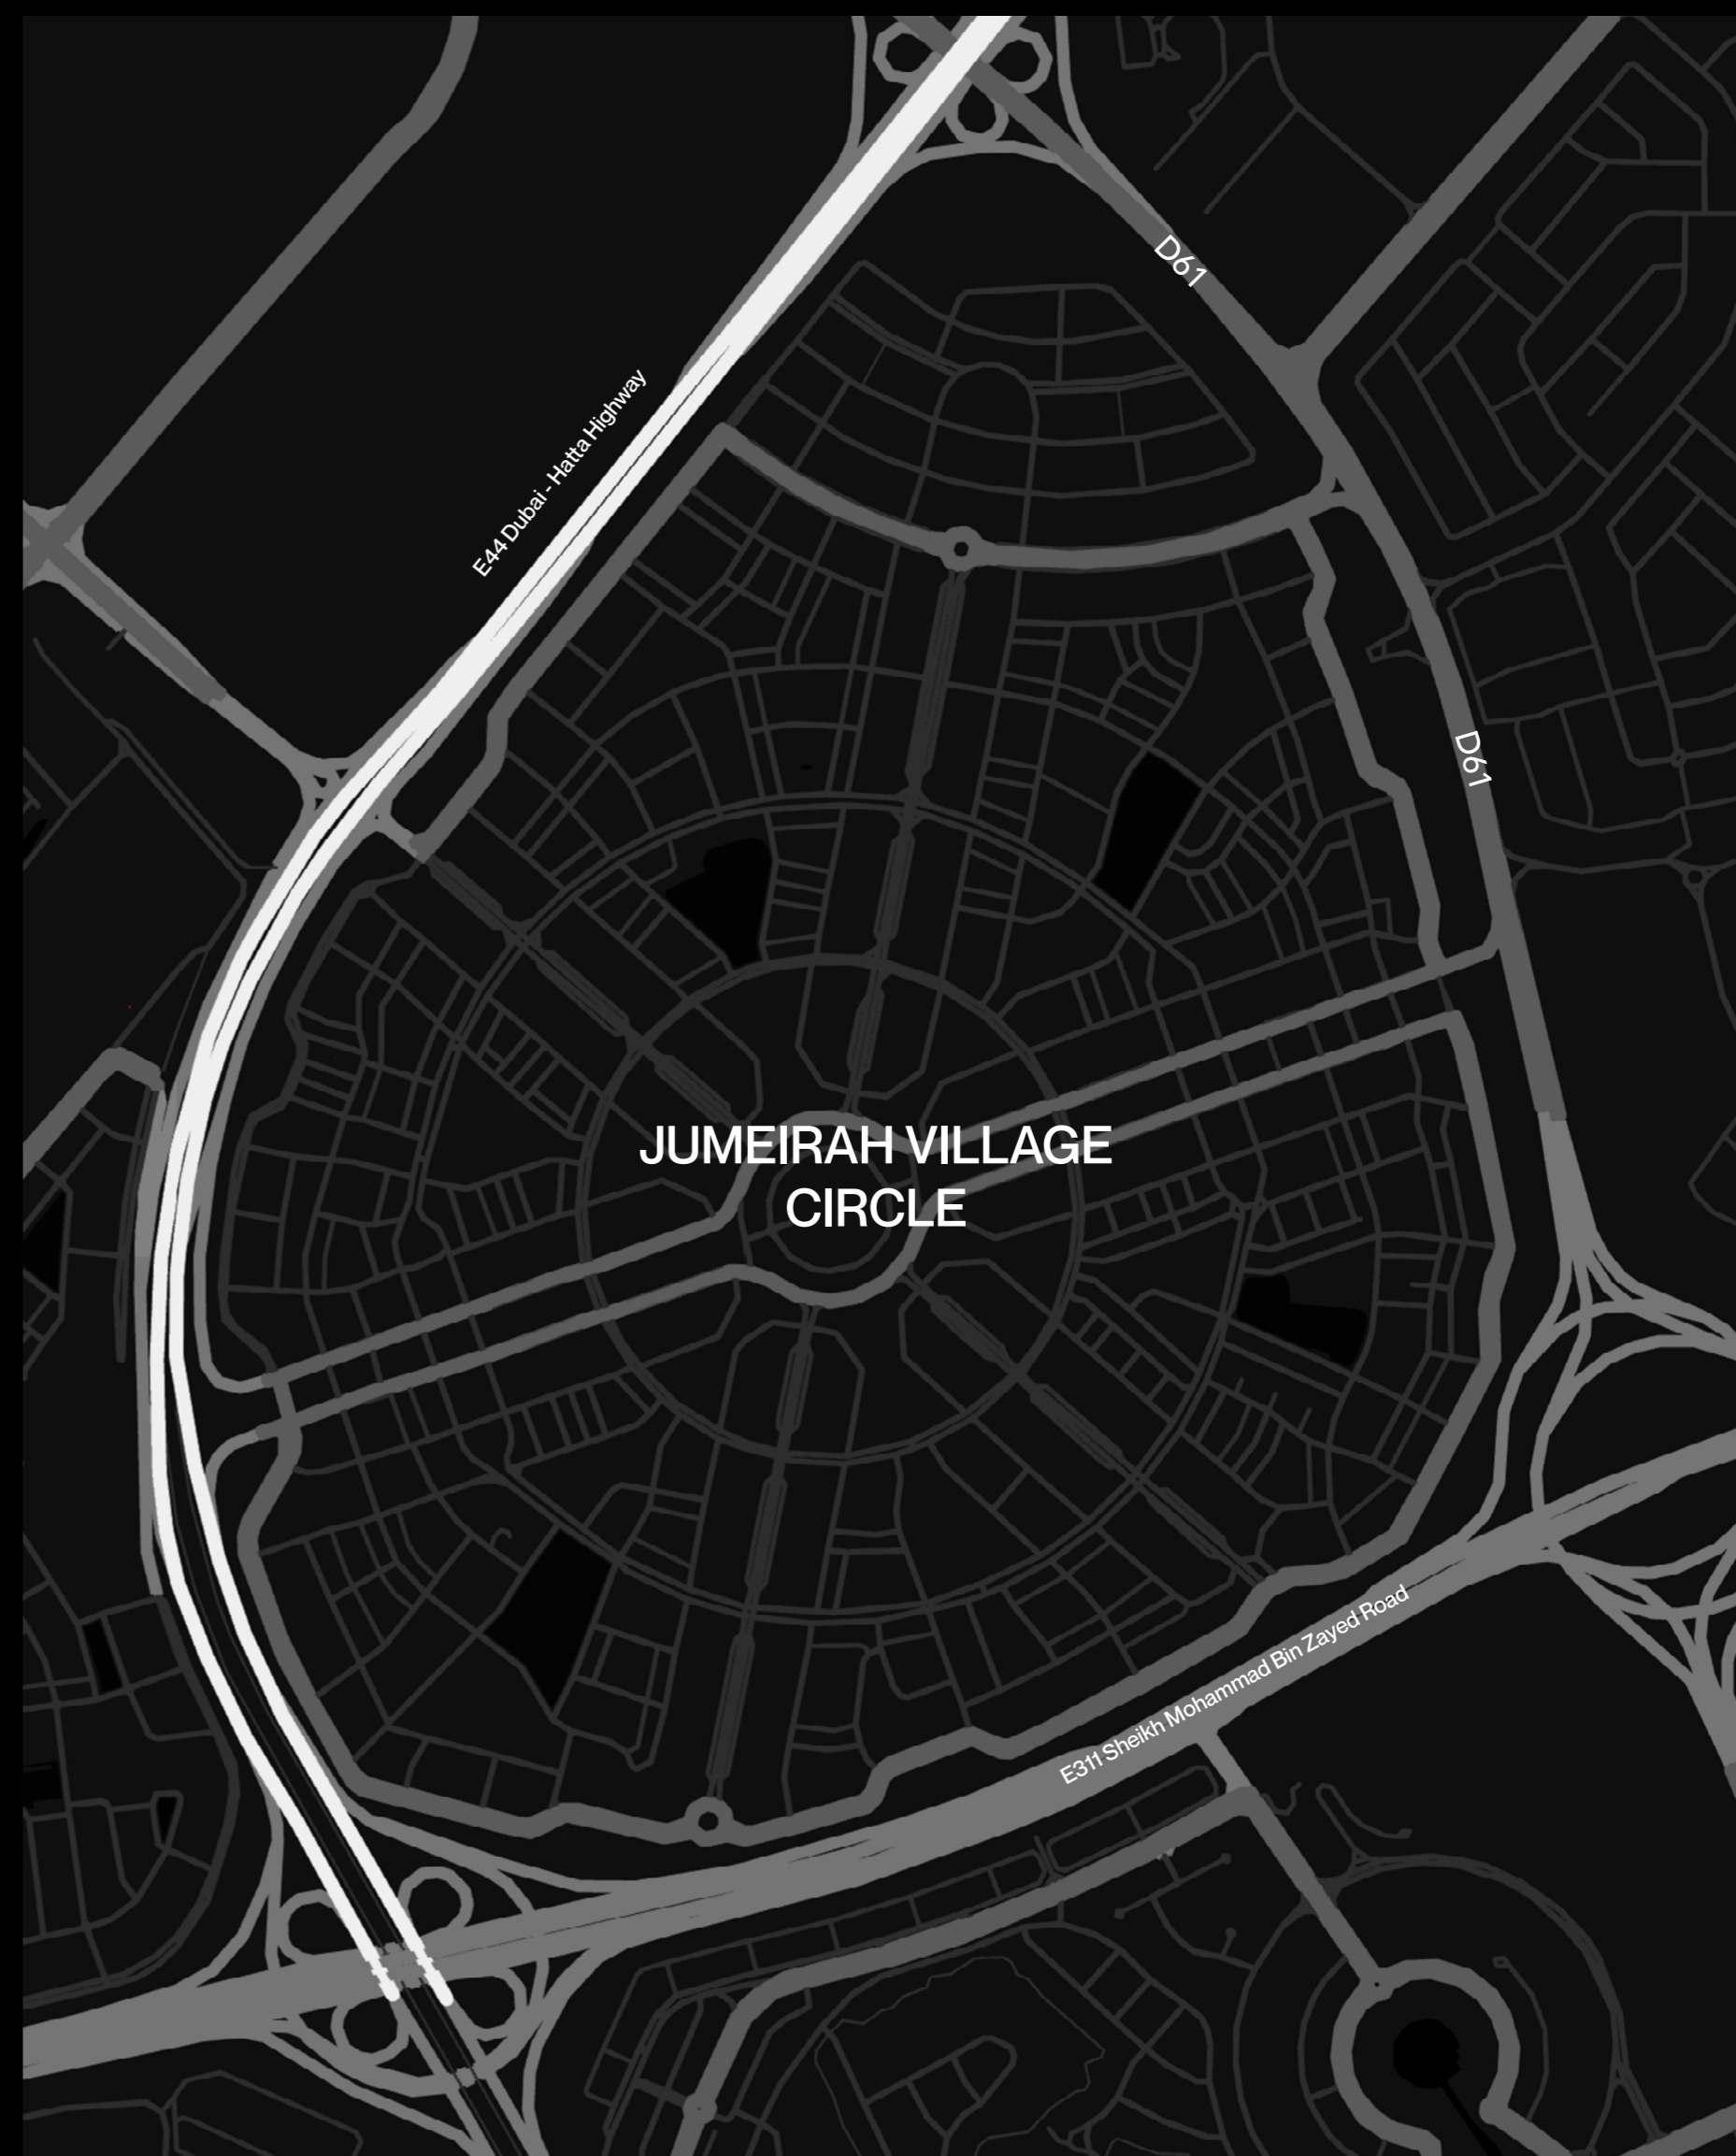 D61
E44 Dubai - Hatta Highway
D61
JUMEIRAH VILLAGE
CIRCLE
E311 Sheikh Mohammad Bin Zayed Road